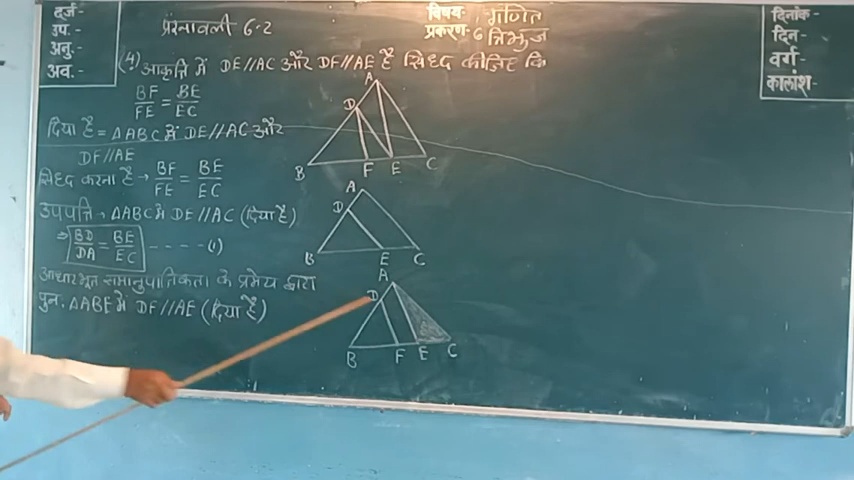 दर्ज-
उप.-
अनु.-
अव.-
प्रश्नावली 6.2
विषय- गणित
प्रकरण-6 त्रिभुज
दिनांक-
दिन-
वर्ग-
कालांश-
(4) आकृति में DE//AC और DF//AE है सिध्द कीजिए कि
BF/FE = BE/EC
दिया है = △ABC में DE//AC और
DF//AE
सिध्द करना है → BF/FE = BE/EC
उपपत्ति → △ABC में DE//AC (दिया है)
⇒ BD/DA = BE/EC ---- (1)
आधारभूत समानुपातिकता के प्रमेय द्वारा
पुन. △ABE में DF//AE (दिया है)
A
D
B F E C
A
D
B E C
A
D
B F E C